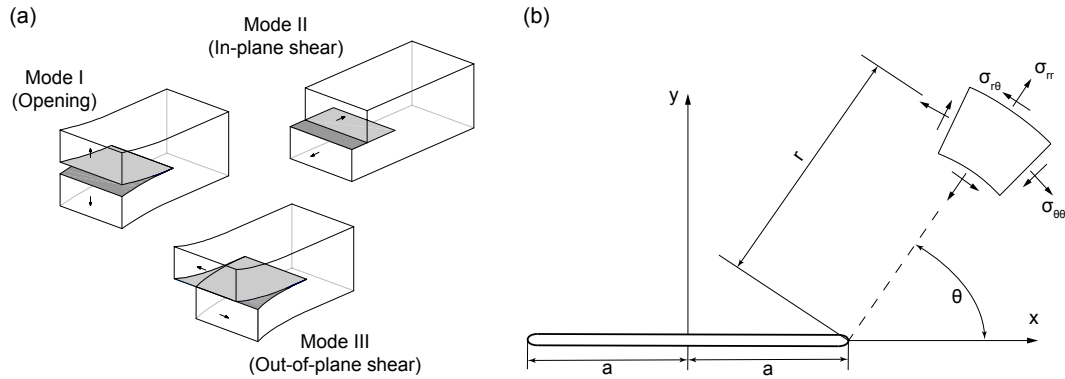 (a)
Mode II
(In-plane shear)
Mode I
(Opening)
Mode III
(Out-of-plane shear)
(b)
y
r
σrθ
σrr
σθθ
θ
x
a
a